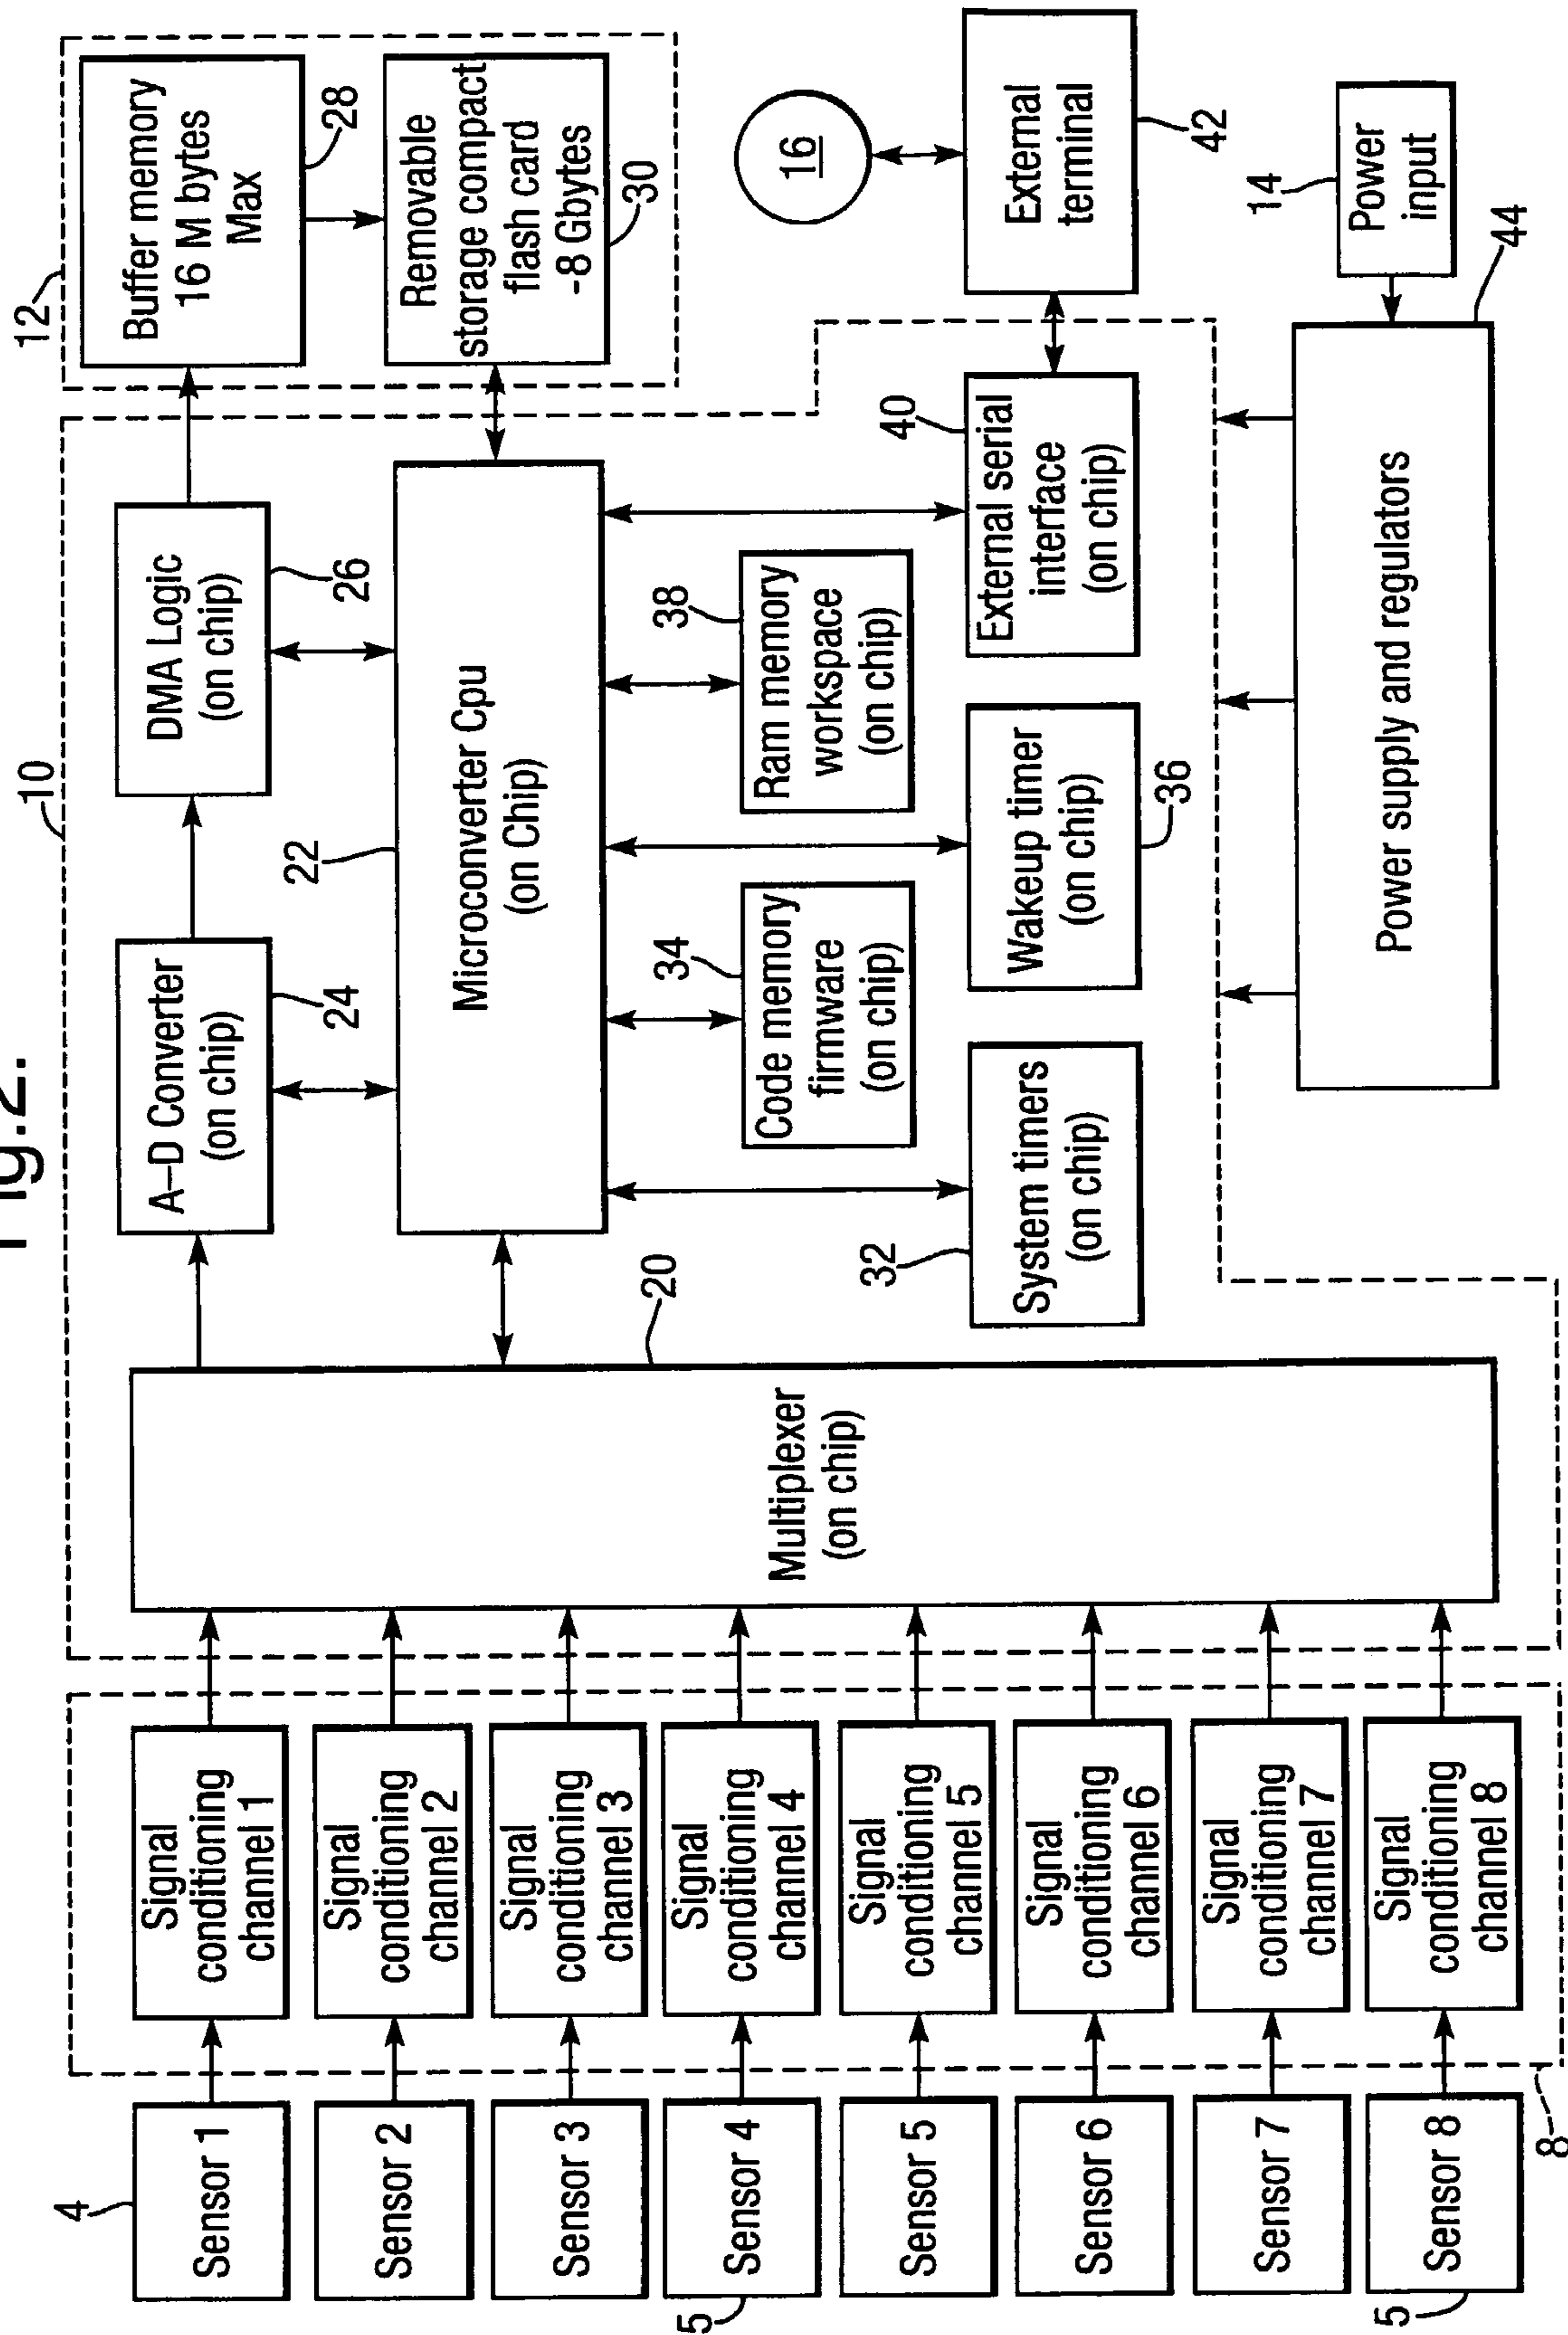 Fig.2.
4
Sensor 1
Sensor 2
Sensor 3
Sensor 4
5
Sensor 5
Sensor 6
Sensor 7
Sensor 8
5
Signal
conditioning
channel 1
Signal
conditioning
channel 2
Signal
conditioning
channel 3
Signal
conditioning
channel 4
Signal
conditioning
channel 5
Signal
conditioning
channel 6
Signal
conditioning
channel 7
Signal
conditioning
channel 8
8
10
Multiplexer
(on chip)
20
A–D Converter
(on chip)
24
DMA Logic
(on chip)
26
22
Microconverter Cpu
(on Chip)
34
Code memory
firmware
(on chip)
38
Ram memory
workspace
(on chip)
32
System timers
(on chip)
Wakeup timer
(on chip)
36
40
External serial
interface
(on chip)
12
Buffer memory
16 M bytes
Max
28
Removable
storage compact
flash card
-8 Gbytes
30
16
External
terminal
42
14
Power
input
44
Power supply and regulators